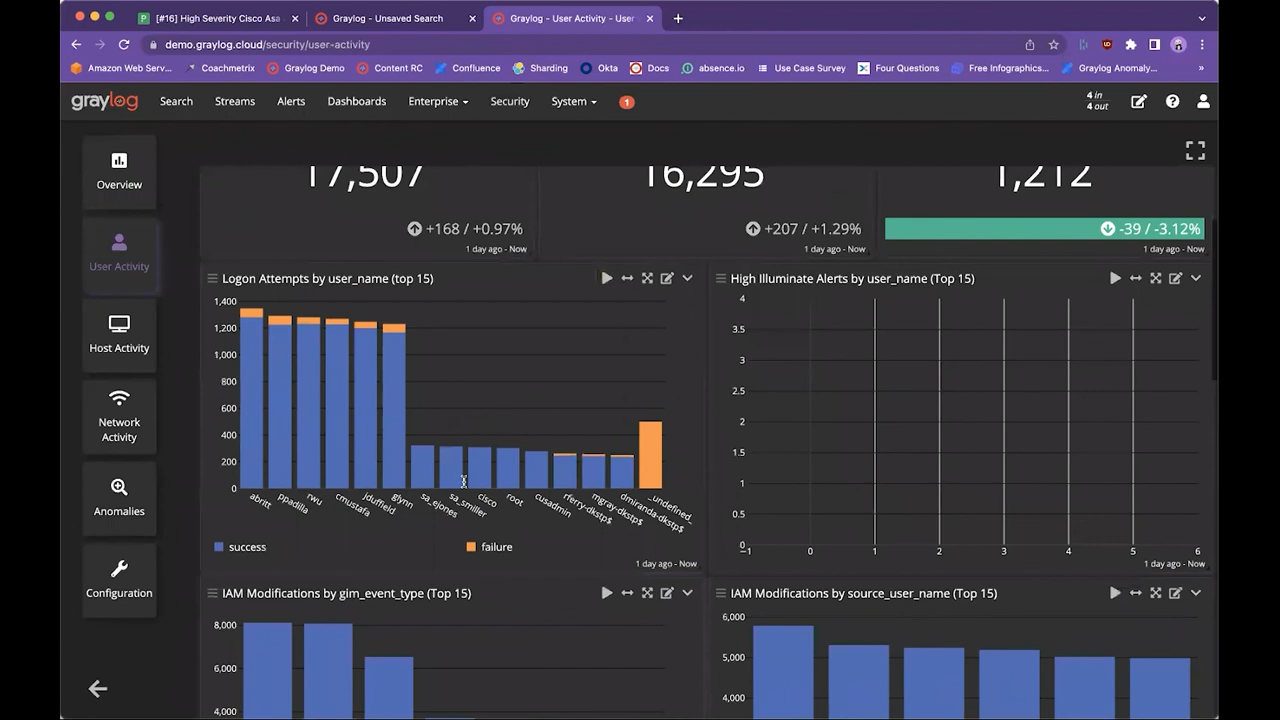 [#16] High Severity Cisco Asa
Graylog - Unsaved Search
Graylog - User Activity - User
demo.graylog.cloud/security/user-activity
Amazon Web Serv...
Coachmetrix
Graylog Demo
Content RC
Confluence
Sharding
Okta
Docs
absence.io
Use Case Survey
Four Questions
Free Infographics...
Graylog Anomaly...
»
graylog
Search
Streams
Alerts
Dashboards
Enterprise
Security
System
1
4 in
4 out
Overview
User Activity
Host Activity
Network
Activity
Anomalies
Configuration
17,507
16,295
1,212
+168 / +0.97%
+207 / +1.29%
-39 / -3.12%
1 day ago - Now
1 day ago - Now
1 day ago - Now
Logon Attempts by user_name (top 15)
1,400
1,200
1,000
800
600
400
200
0
abritt
ppadilla
rwu
cmustafa
jduffield
glynn
sa_ejones
sa_smiller
cisco
root
cusadmin
rferry-dkstp$
mgray-dkstp$
dmiranda-dkstp$
_undefined_
success
failure
1 day ago - Now
High Illuminate Alerts by user_name (Top 15)
4
3.5
3
2.5
2
1.5
1
0.5
0
−1
0
1
2
3
4
5
6
1 day ago - Now
IAM Modifications by gim_event_type (Top 15)
8,000
6,000
4,000
IAM Modifications by source_user_name (Top 15)
6,000
5,000
4,000